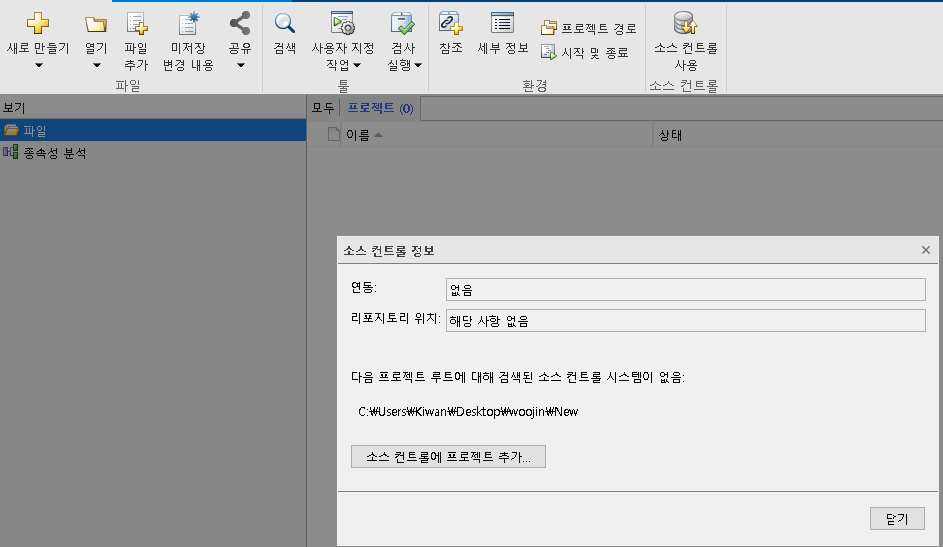 새로 만들기
열기
파일
추가
미저장
변경 내용
공유
검색
사용자 지정
작업
검사
실행
참조
세부 정보
프로젝트 경로
시작 및 종료
소스 컨트롤
사용
파일
툴
환경
소스 컨트롤
보기
파일
종속성 분석
모두
프로젝트 (0)
이름
상태
소스 컨트롤 정보
연동:
없음
리포지토리 위치:
해당 사항 없음
다음 프로젝트 루트에 대해 검색된 소스 컨트롤 시스템이 없음:
C:₩Users₩Kiwan₩Desktop₩woojin₩New
소스 컨트롤에 프로젝트 추가...
닫기